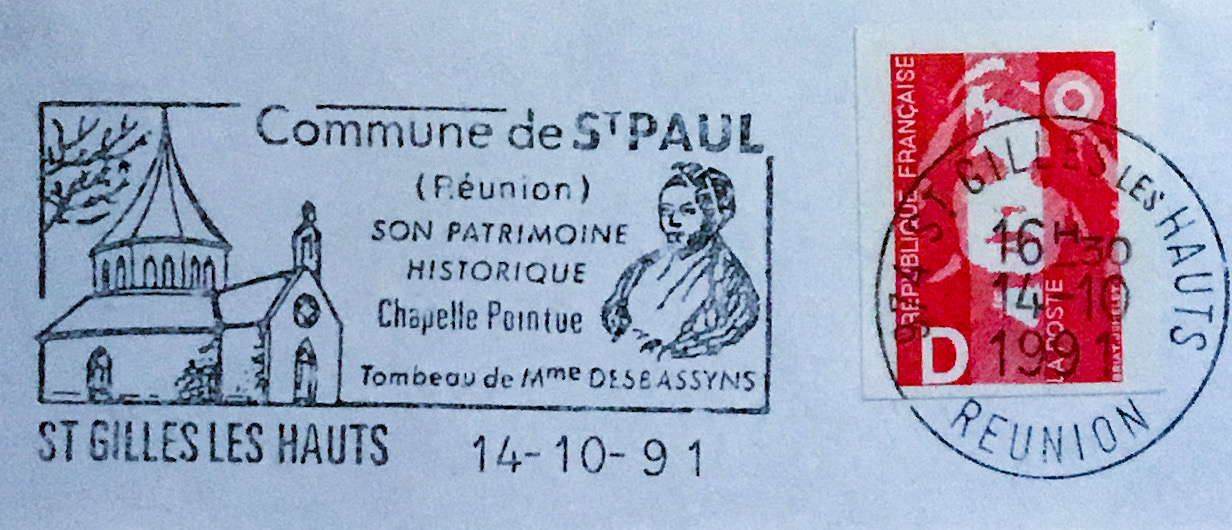 Commune de ST PAUL
(Réunion)
SON PATRIMOINE
HISTORIQUE
Chapelle Pointue
Tombeau de Mme DESBASSYNS
ST GILLES LES HAUTS
14-10-91
RÉPUBLIQUE FRANÇAISE
LA POSTE
D
974 ST GILLES LES HAUTS
16H30
14-10
1991
REUNION